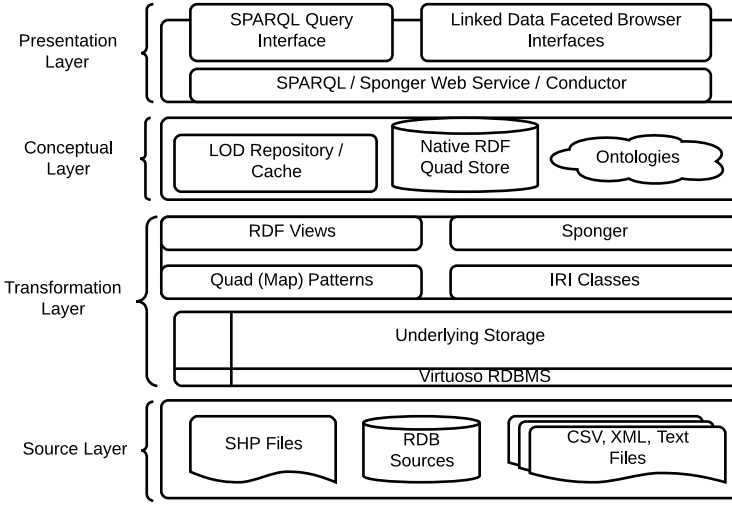 Presentation
Layer
SPARQL Query
Interface
Linked Data Faceted Browser
Interfaces
SPARQL / Sponger Web Service / Conductor
Conceptual
Layer
LOD Repository /
Cache
Native RDF
Quad Store
Ontologies
Transformation
Layer
RDF Views
Sponger
Quad (Map) Patterns
IRI Classes
Underlying Storage
Virtuoso RDBMS
Source Layer
SHP Files
RDB
Sources
CSV, XML, Text
Files